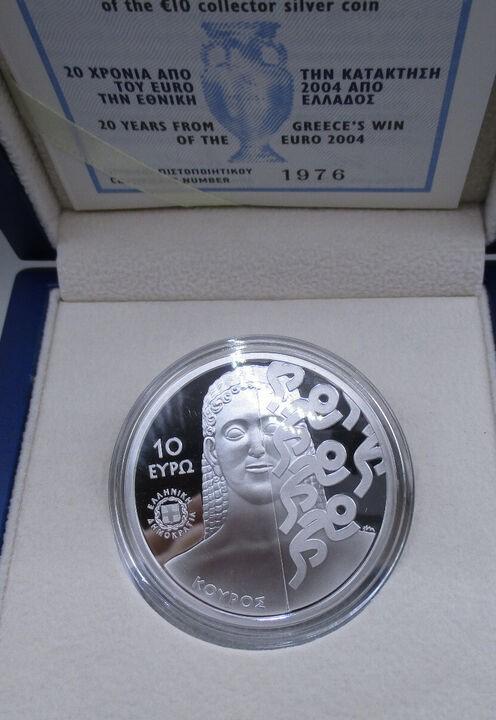 of the €10 collector silver coin
20 ΧΡΟΝΙΑ ΑΠΟ ΤΗΝ ΚΑΤΑΚΤΗΣΗ
ΤΟΥ EURO 2004 ΑΠΟ
ΤΗΝ ΕΘΝΙΚΗ ΕΛΛΑΔΟΣ
20 YEARS FROM GREECE'S WIN
OF THE EURO 2004
ΠΙΣΤΟΠΟΙΗΤΙΚΟΥ
NUMBER 1976
10
ΕΥΡΩ
ΕΛΛΗΝΙΚΗ
ΔΗΜΟΚΡΑΤΙΑ
ΚΟΥΡΟΣ